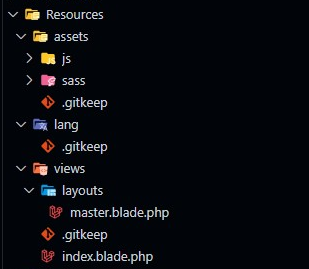 Resources
assets
js
sass
.gitkeep
lang
.gitkeep
views
layouts
master.blade.php
.gitkeep
index.blade.php